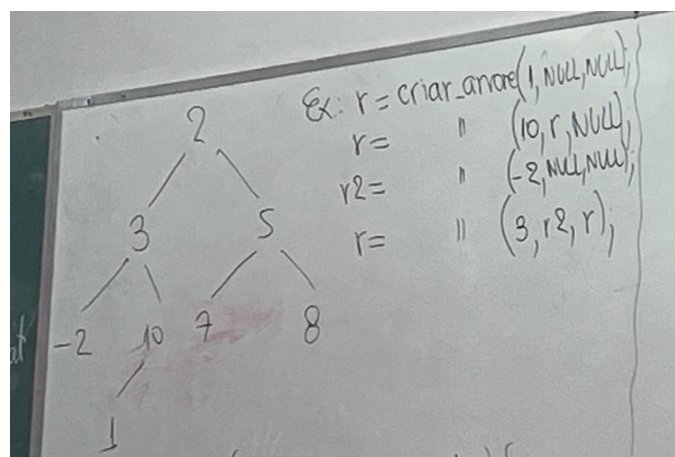 Ex: r = criar_arvore(1, NULL, NULL);
r = " (10, r, NULL);
r2 = " (-2, NULL, NULL);
r = " (3, r2, r);
2
3 5
-2 10 7 8
1